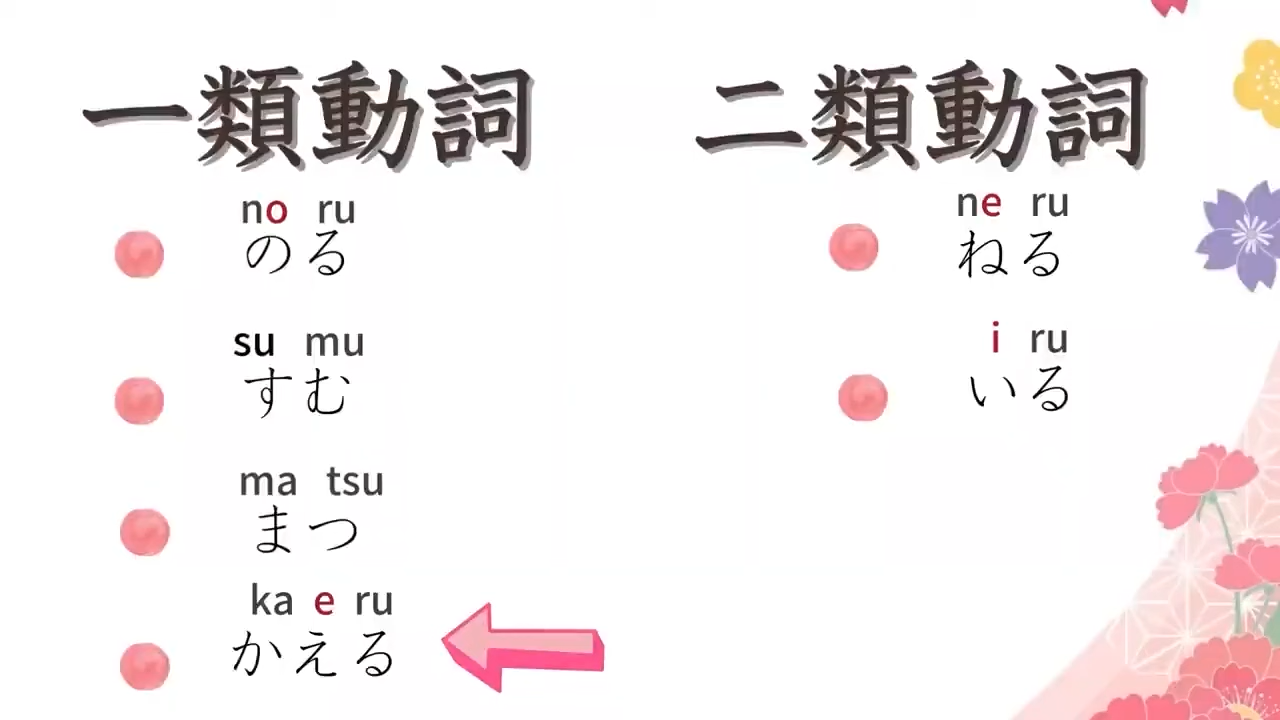 一類動詞
no ru
のる
su mu
すむ
ma tsu
まつ
ka e ru
かえる
二類動詞
ne ru
ねる
i ru
いる